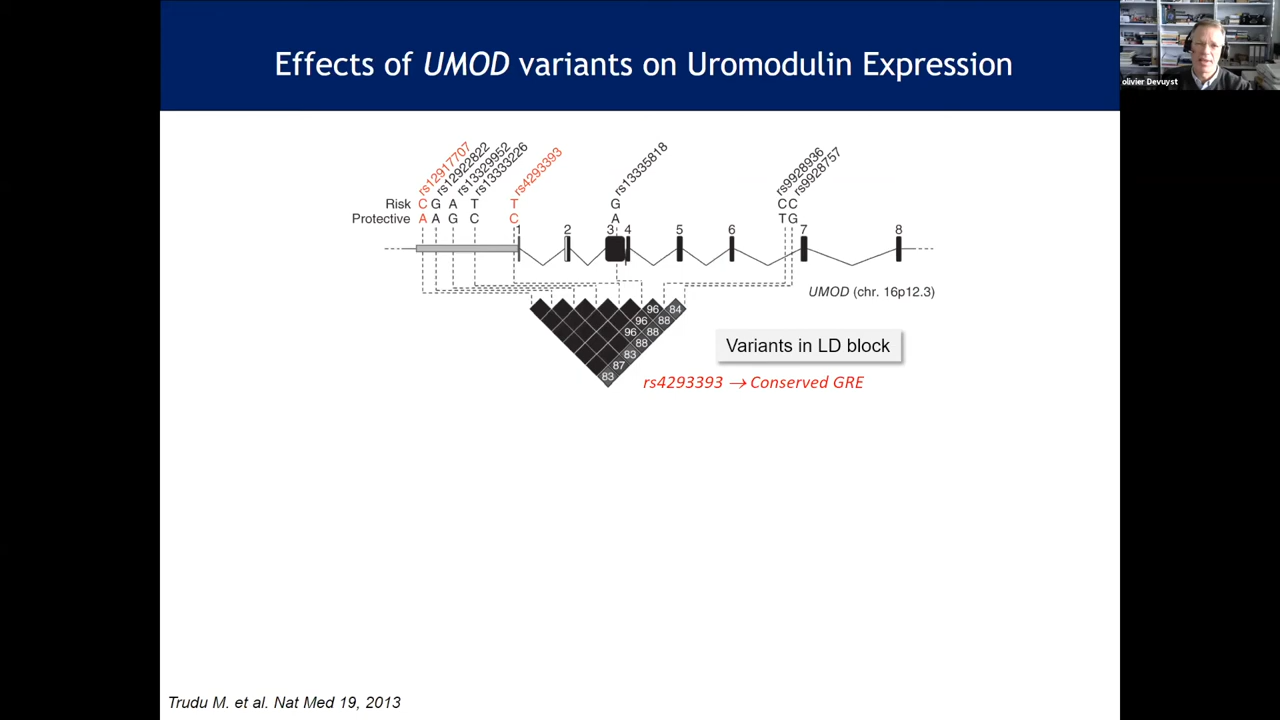 Effects of UMOD variants on Uromodulin Expression
olivier Devuyst
rs12917707
rs12922822
rs13329952
rs13333226
rs4293393
rs13335818
rs9928936
rs9928757
Risk C G A T T G C C
Protective A A G C C A T G
1 2 3 4 5 6 7 8
UMOD (chr. 16p12.3)
96 84
96 88
96 88
88
83
87
83
Variants in LD block
rs4293393 → Conserved GRE
Trudu M. et al. Nat Med 19, 2013